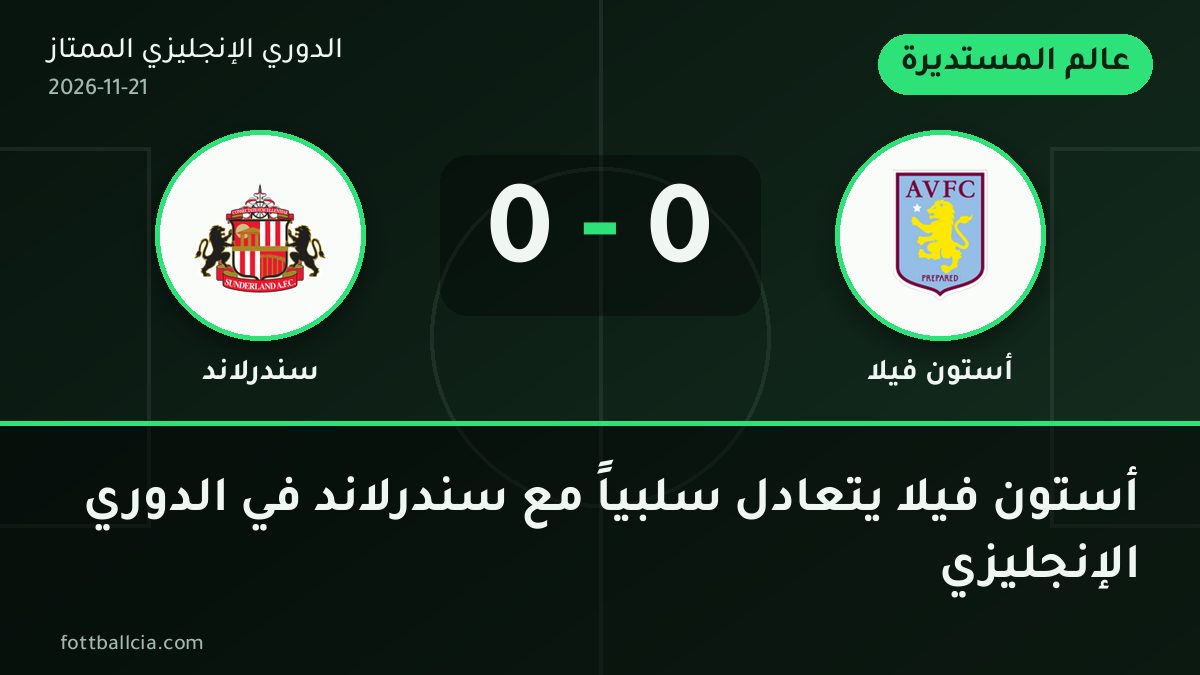 عالم المستديرة
الدوري الإنجليزي الممتاز
2026-11-21
AVFC
PREPARED
SUNDERLAND A.F.C.
0 - 0
أستون فيلا
سندرلاند
أستون فيلا يتعادل سلبياً مع سندرلاند في الدوري
الإنجليزي
fottballcia.com